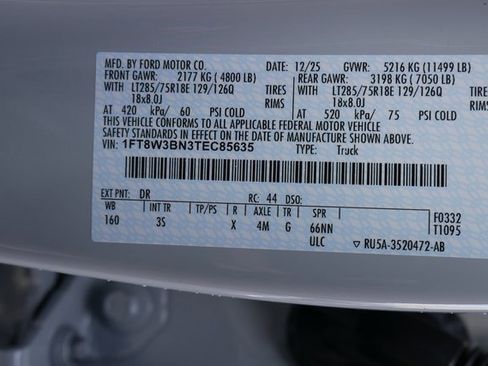 MFD. BY FORD MOTOR CO. 12/25 GVWR: 5216 KG (11499 LB)
FRONT GAWR: 2177 KG (4800 LB) REAR GAWR: 3198 KG (7050 LB)
WITH LT285/75R18E 129/126Q TIRES WITH LT285/75R18E 129/126Q TIRES
18x8.0J RIMS 18x8.0J RIMS
AT 420 kPa/ 60 PSI COLD AT 520 kPa/ 75 PSI COLD
THIS VEHICLE CONFORMS TO ALL APPLICABLE FEDERAL MOTOR VEHICLE
SAFETY STANDARDS IN EFFECT ON THE DATE OF MANUFACTURE SHOWN ABOVE.
VIN: 1FT8W3BN3TEC85635 TYPE: Truck
EXT PNT: DR RC: 44 DSO:
WB INT TR TP/PS R AXLE TR SPR F0332
160 3S X 4M G 66NN T1095
ULC ▽ RU5A-3520472-AB